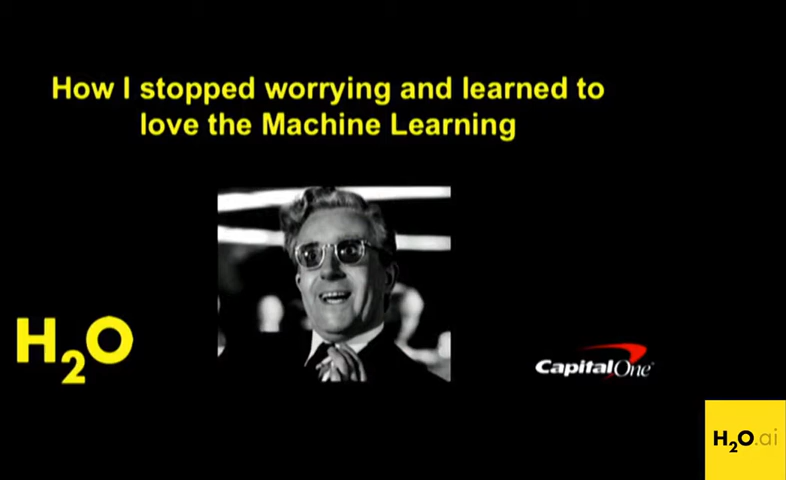 How I stopped worrying and learned to
love the Machine Learning
H2O
CapitalOne
H2O.ai